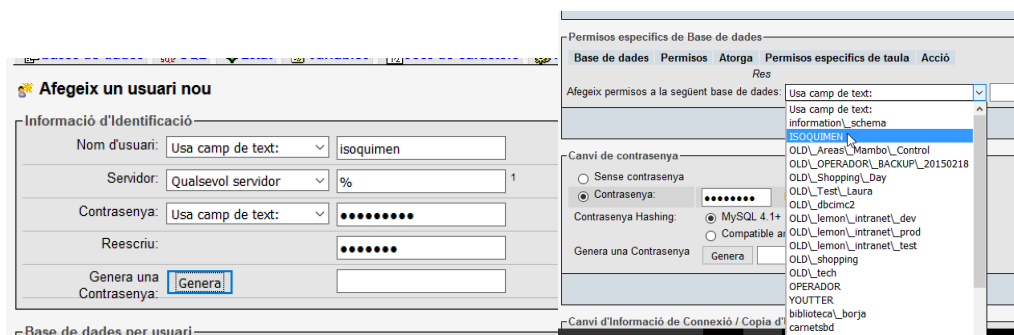 Afegeix un usuari nou
Informació d'Identificació
Nom d'usuari: Usa camp de text: isoquimen
Servidor: Qualsevol servidor % 1
Contrasenya: Usa camp de text: •••••••••
Reescriu: •••••••
Genera una Contrasenya: Genera
Base de dades per usuari
Permisos especifics de Base de dades
Base de dades Permisos Atorga Permisos especifics de taula Acció
Res
Afegeix permisos a la següent base de dades: Usa camp de text:
Usa camp de text:
information\_schema
ISOQUIMEN
OLD\_Areas\_Mambo\_Control
OLD\_OPERADOR\_BACKUP\_20150218
OLD\_Shopping\_Day
OLD\_Test\_Laura
OLD\_dbcimc2
OLD\_lemon\_intranet\_dev
OLD\_lemon\_intranet\_prod
OLD\_lemon\_intranet\_test
OLD\_shopping
OLD\_tech
OPERADOR
YOUTTER
biblioteca\_borja
carnetsbd
Canvi de contrasenya
Sense contrasenya
Contrasenya: ••••••••
Contrasenya Hashing: MySQL 4.1+
Compatible
Genera una Contrasenya Genera
Canvi d'Informació de Connexió / Copia